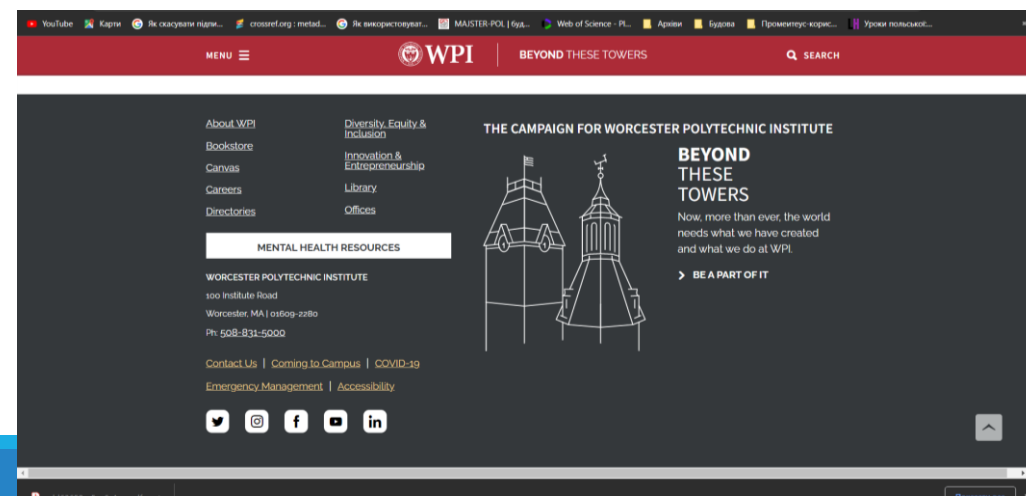 YouTube Карти Як скасувати підпи... crossref.org : metad... Як використовуват... MAJSTER-POL | буд... Web of Science - Pl... Архіви Будова Промеитеус-корис... Уроки польської...
MENU WPI BEYOND THESE TOWERS SEARCH
About WPI
Bookstore
Canvas
Careers
Directories
Diversity, Equity &
Inclusion
Innovation &
Entrepreneurship
Library
Offices
MENTAL HEALTH RESOURCES
WORCESTER POLYTECHNIC INSTITUTE
100 Institute Road
Worcester, MA | 01609-2280
Ph: 508-831-5000
Contact Us | Coming to Campus | COVID-19
Emergency Management | Accessibility
THE CAMPAIGN FOR WORCESTER POLYTECHNIC INSTITUTE
BEYOND
THESE
TOWERS
Now, more than ever, the world
needs what we have created
and what we do at WPI.
BE A PART OF IT